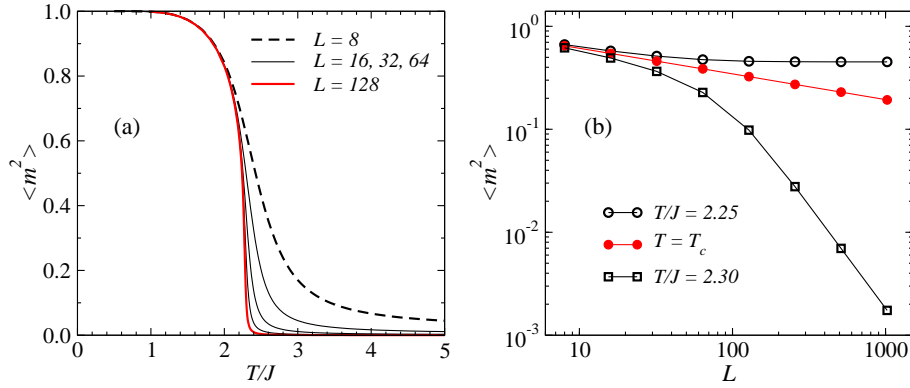 1.0
0.8
0.6
0.4
0.2
0.0
<m²>
(a)
L = 8
L = 16, 32, 64
L = 128
0 1 2 3 4 5
T/J
10⁰
10⁻¹
10⁻²
10⁻³
<m²>
(b)
T/J = 2.25
T = T_c
T/J = 2.30
10 100 1000
L